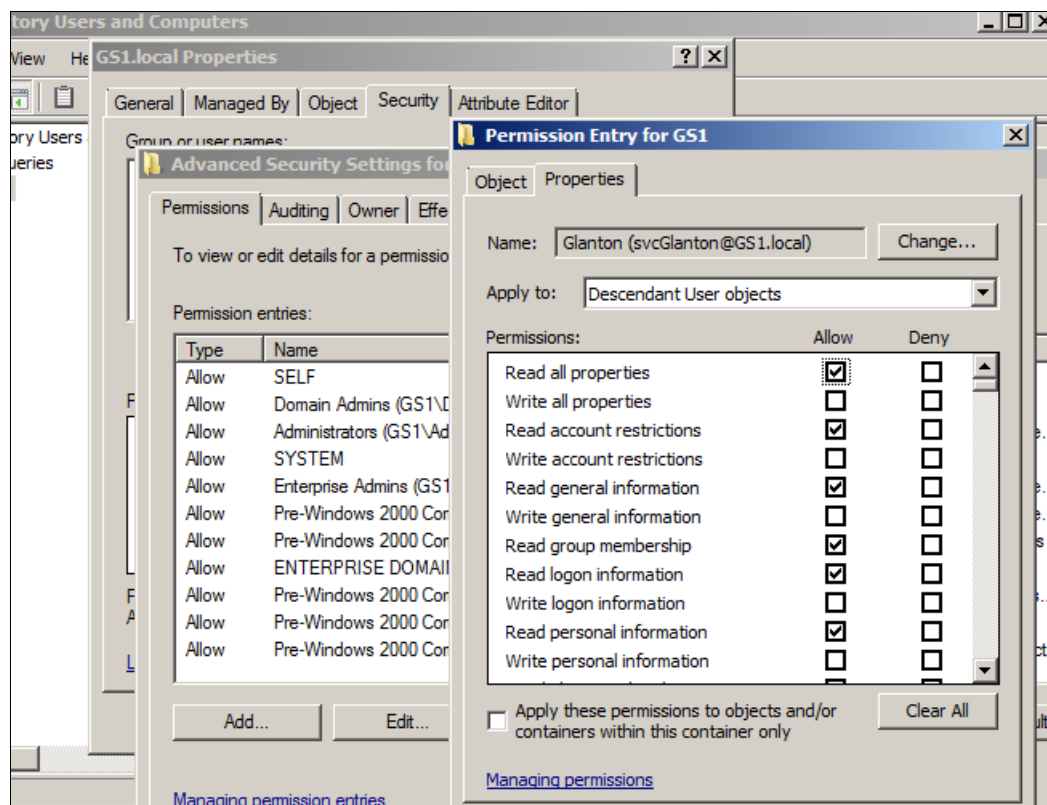 tory Users and Computers
View He
GS1.local Properties
General Managed By Object Security Attribute Editor
ory Users
ueries
Group or user names:
Advanced Security Settings for
Permissions Auditing Owner Effe
To view or edit details for a permissio
Permission entries:
Type Name
Allow SELF
Allow Domain Admins (GS1\D
Allow Administrators (GS1\Ad
Allow SYSTEM
Allow Enterprise Admins (GS1
Allow Pre-Windows 2000 Cor
Allow Pre-Windows 2000 Cor
Allow ENTERPRISE DOMAI
Allow Pre-Windows 2000 Cor
Allow Pre-Windows 2000 Cor
Allow Pre-Windows 2000 Cor
Add... Edit...
Managing permission entries
Permission Entry for GS1
Object Properties
Name: Glanton (svcGlanton@GS1.local) Change...
Apply to: Descendant User objects
Permissions: Allow Deny
Read all properties
Write all properties
Read account restrictions
Write account restrictions
Read general information
Write general information
Read group membership
Read logon information
Write logon information
Read personal information
Write personal information
Apply these permissions to objects and/or
containers within this container only
Clear All
Managing permissions